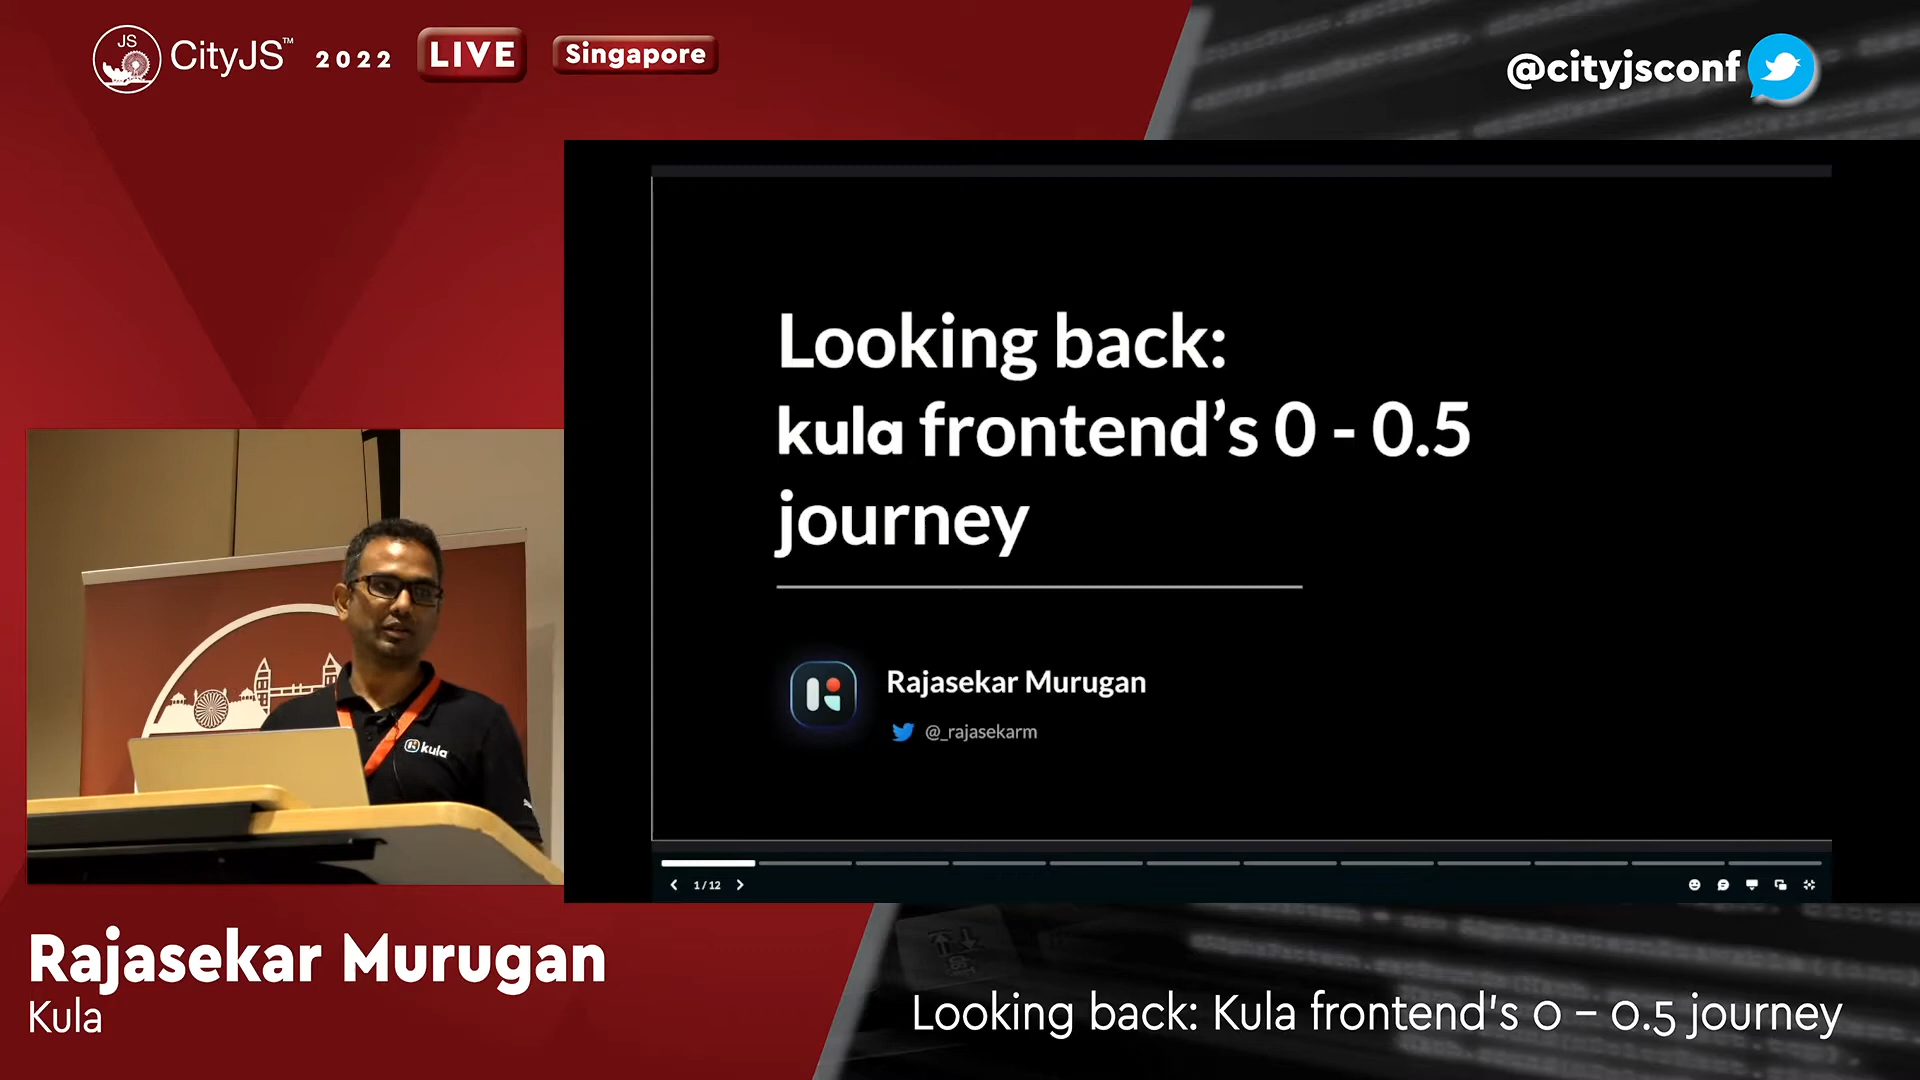 JS
CityJS™ 2022 LIVE Singapore
@cityjsconf
Looking back:
kula frontend's 0 - 0.5
journey
Rajasekar Murugan
@_rajasekarm
1 / 12
kula
Rajasekar Murugan
Kula
Looking back: Kula frontend's 0 – 0.5 journey